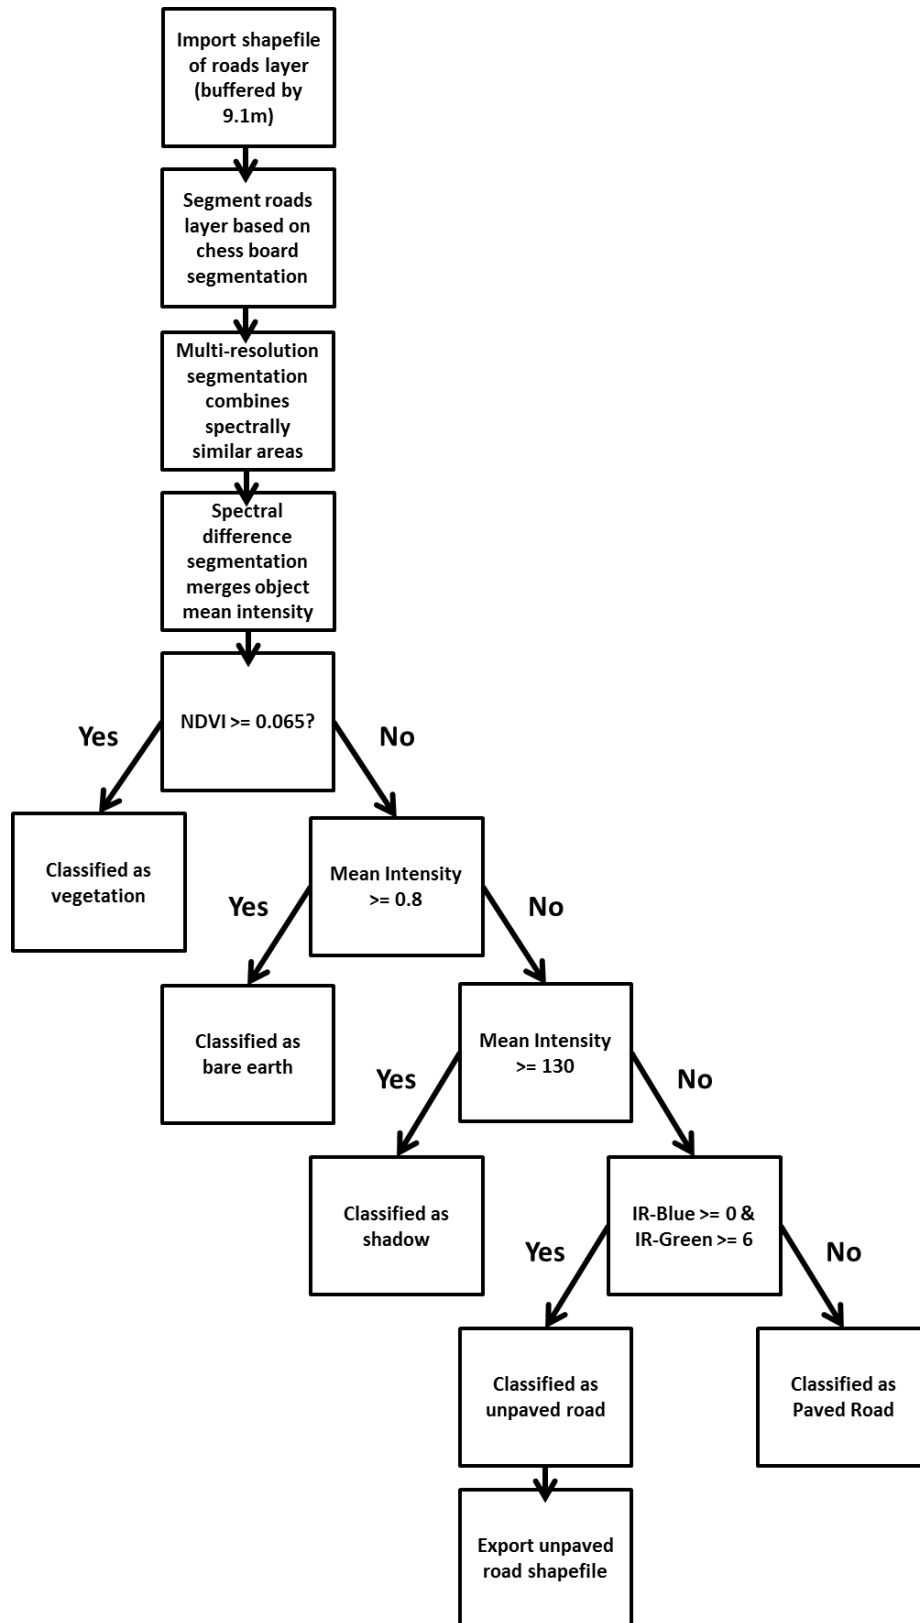 Import shapefile
of roads layer
(buffered by
9.1m)
Segment roads
layer based on
chess board
segmentation
Multi-resolution
segmentation
combines
spectrally
similar areas
Spectral
difference
segmentation
merges object
mean intensity
NDVI >= 0.065?
Yes
No
Classified as
vegetation
Mean Intensity
>= 0.8
Yes
No
Classified as
bare earth
Mean Intensity
>= 130
Yes
No
Classified as
shadow
IR-Blue >= 0 &
IR-Green >= 6
Yes
No
Classified as
unpaved road
Classified as
Paved Road
Export unpaved
road shapefile